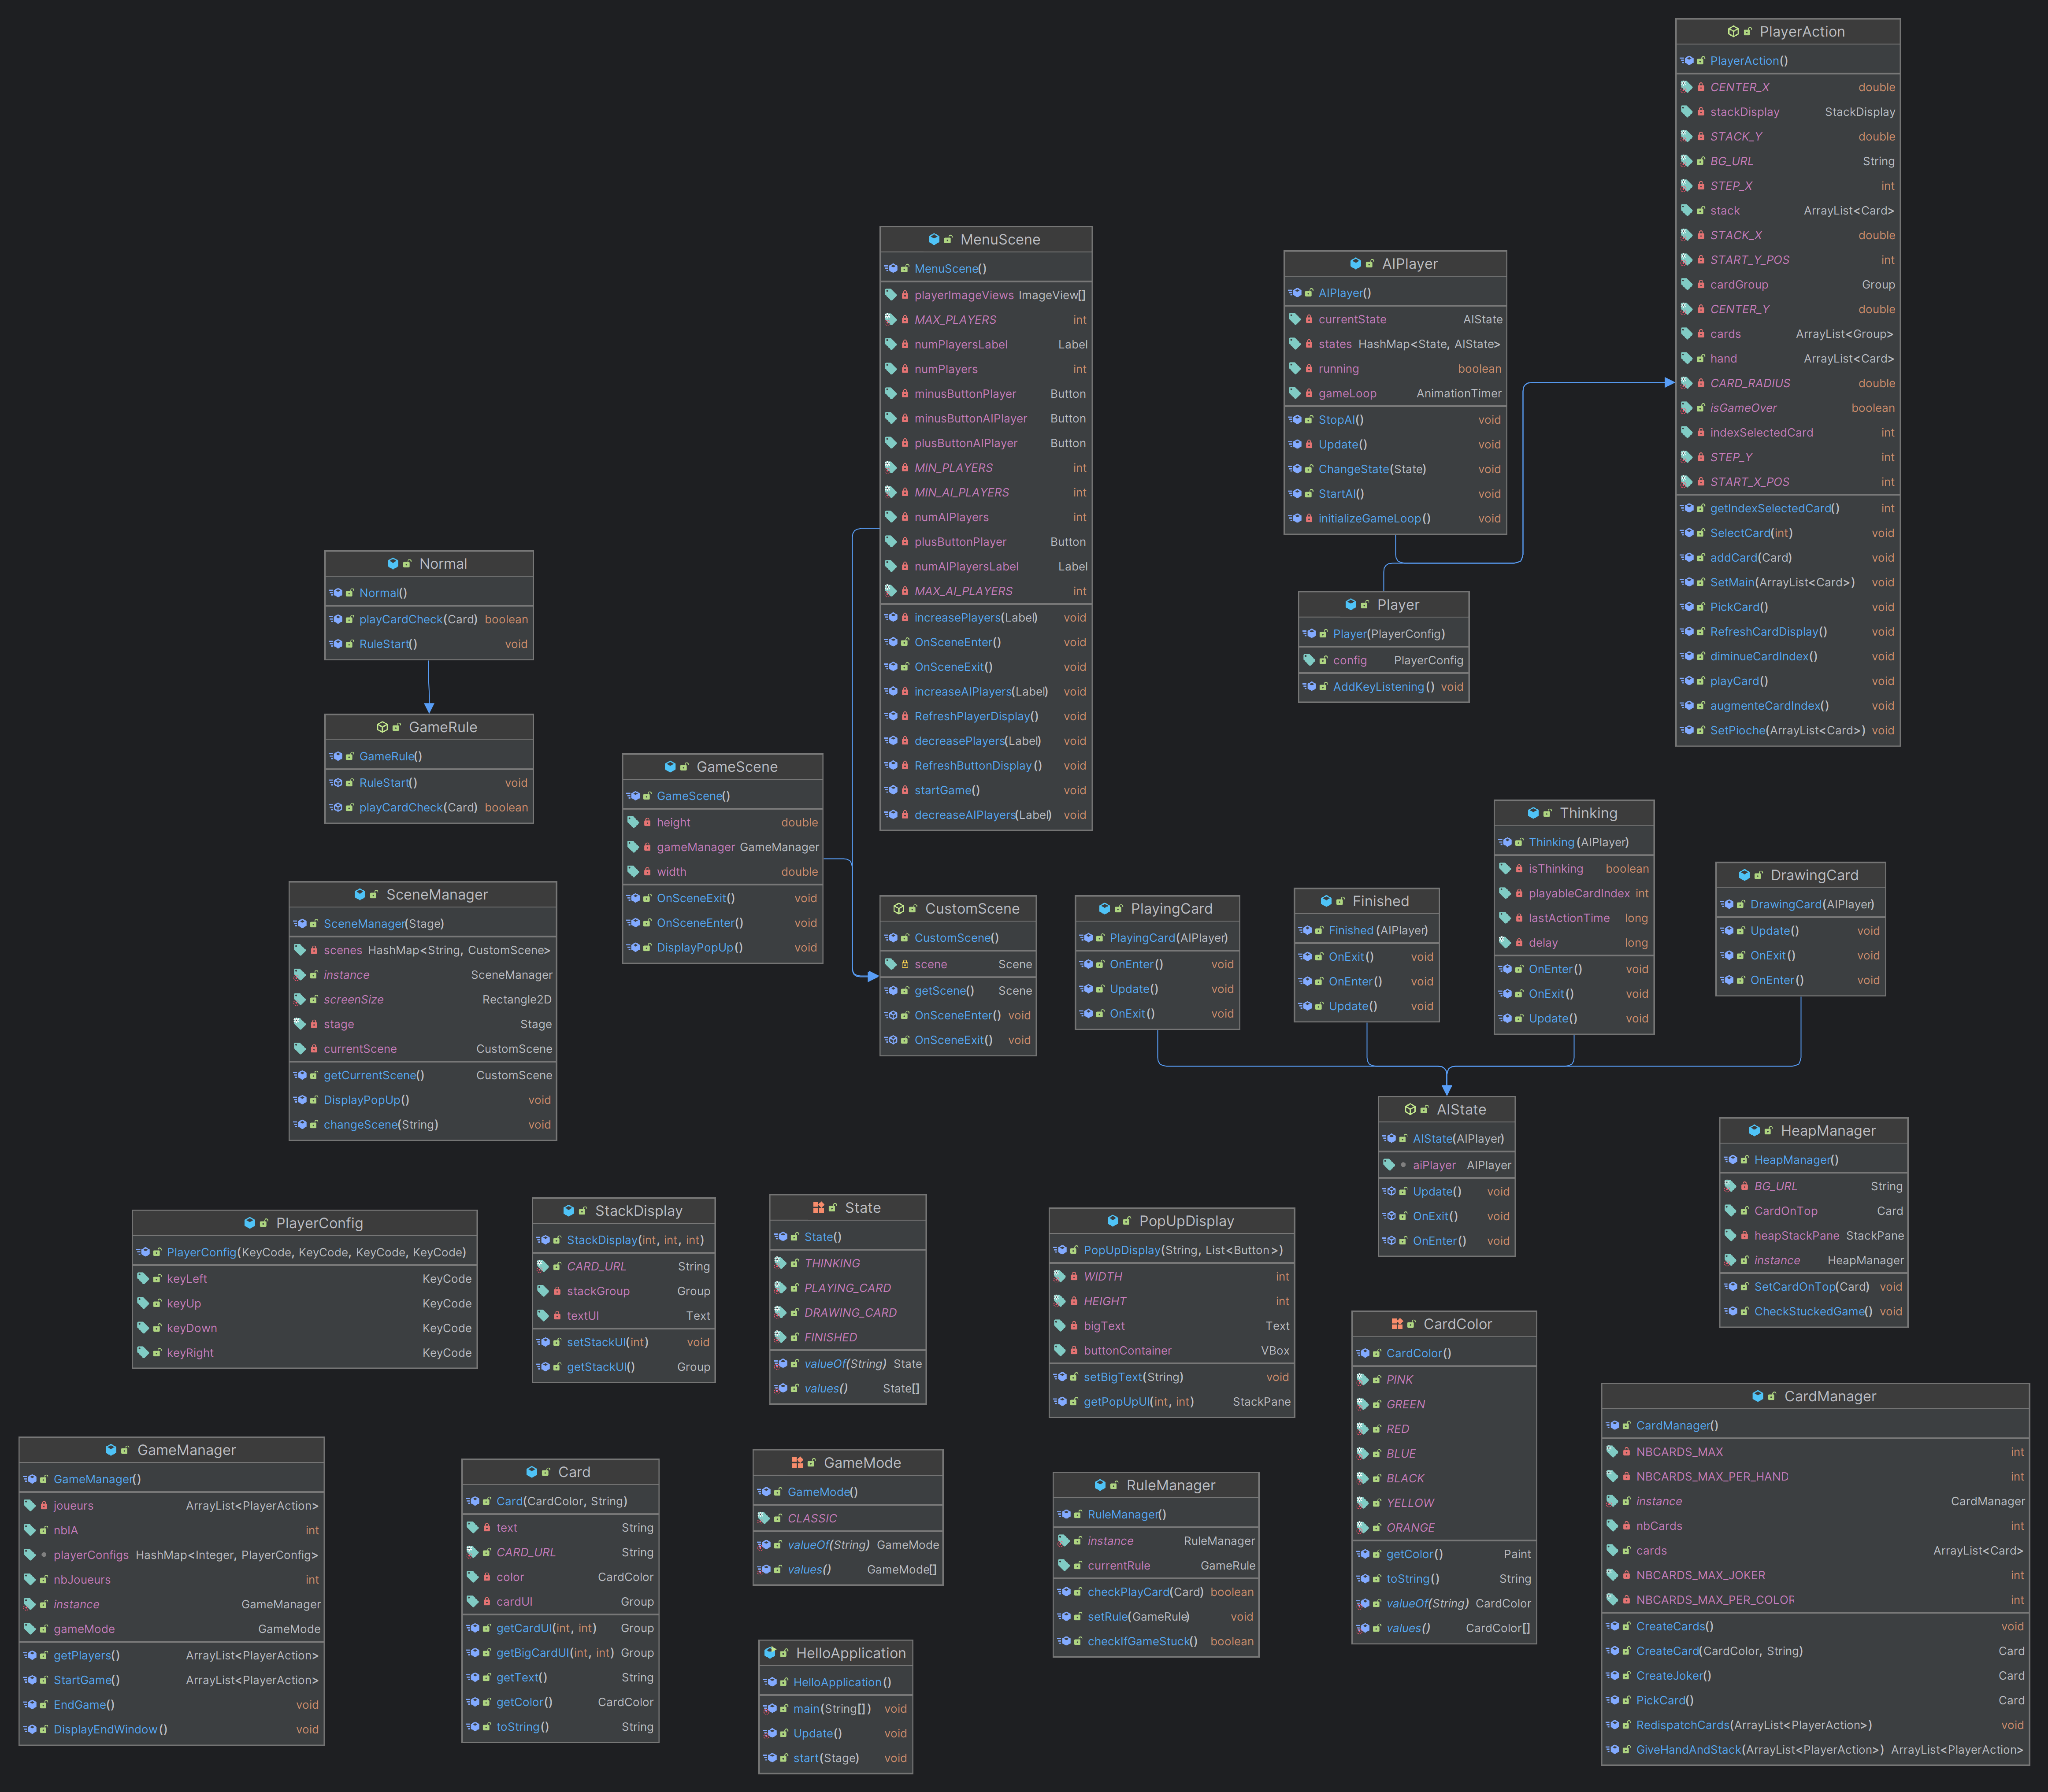 PlayerAction
PlayerAction()
CENTER_X double
stackDisplay StackDisplay
STACK_Y double
BG_URL String
STEP_X int
stack ArrayList<Card>
STACK_X double
START_Y_POS int
cardGroup Group
CENTER_Y double
cards ArrayList<Group>
hand ArrayList<Card>
CARD_RADIUS double
isGameOver boolean
indexSelectedCard int
STEP_Y int
START_X_POS int
getIndexSelectedCard() int
SelectCard(int) void
addCard(Card) void
SetMain(ArrayList<Card>) void
PickCard() void
RefreshCardDisplay() void
diminueCardIndex() void
playCard() void
augmenteCardIndex() void
SetPioche(ArrayList<Card>) void
MenuScene
MenuScene()
playerImageViews ImageView[]
MAX_PLAYERS int
numPlayersLabel Label
numPlayers int
minusButtonPlayer Button
minusButtonAIPlayer Button
plusButtonAIPlayer Button
MIN_PLAYERS int
MIN_AI_PLAYERS int
numAIPlayers int
plusButtonPlayer Button
numAIPlayersLabel Label
MAX_AI_PLAYERS int
increasePlayers(Label) void
OnSceneEnter() void
OnSceneExit() void
increaseAIPlayers(Label) void
RefreshPlayerDisplay() void
decreasePlayers(Label) void
RefreshButtonDisplay() void
startGame() void
decreaseAIPlayers(Label) void
AIPlayer
AIPlayer()
currentState AIState
states HashMap<State, AIState>
running boolean
gameLoop AnimationTimer
StopAI() void
Update() void
ChangeState(State) void
StartAI() void
initializeGameLoop() void
Normal
Normal()
playCardCheck(Card) boolean
RuleStart() void
Player
Player(PlayerConfig)
config PlayerConfig
AddKeyListening() void
GameRule
GameRule()
RuleStart() void
playCardCheck(Card) boolean
GameScene
GameScene()
height double
gameManager GameManager
width double
OnSceneExit() void
OnSceneEnter() void
DisplayPopUp() void
Thinking
Thinking(AIPlayer)
isThinking boolean
playableCardIndex int
lastActionTime long
delay long
OnEnter() void
OnExit() void
Update() void
DrawingCard
DrawingCard(AIPlayer)
Update() void
OnExit() void
OnEnter() void
SceneManager
SceneManager(Stage)
scenes HashMap<String, CustomScene>
instance SceneManager
screenSize Rectangle2D
stage Stage
currentScene CustomScene
getCurrentScene() CustomScene
DisplayPopUp() void
changeScene(String) void
CustomScene
CustomScene()
scene Scene
getScene() Scene
OnSceneEnter() void
OnSceneExit() void
PlayingCard
PlayingCard(AIPlayer)
OnEnter() void
Update() void
OnExit() void
Finished
Finished(AIPlayer)
OnExit() void
OnEnter() void
Update() void
AIState
AIState(AIPlayer)
aiPlayer AIPlayer
Update() void
OnExit() void
OnEnter() void
HeapManager
HeapManager()
BG_URL String
CardOnTop Card
heapStackPane StackPane
instance HeapManager
SetCardOnTop(Card) void
CheckStuckedGame() void
PlayerConfig
PlayerConfig(KeyCode, KeyCode, KeyCode, KeyCode)
keyLeft KeyCode
keyUp KeyCode
keyDown KeyCode
keyRight KeyCode
StackDisplay
StackDisplay(int, int, int)
CARD_URL String
stackGroup Group
textUI Text
setStackUI(int) void
getStackUI() Group
State
State()
THINKING
PLAYING_CARD
DRAWING_CARD
FINISHED
valueOf(String) State
values() State[]
PopUpDisplay
PopUpDisplay(String, List<Button>)
WIDTH int
HEIGHT int
bigText Text
buttonContainer VBox
setBigText(String) void
getPopUpUI(int, int) StackPane
CardColor
CardColor()
PINK
GREEN
RED
BLUE
BLACK
YELLOW
ORANGE
getColor() Paint
toString() String
valueOf(String) CardColor
values() CardColor[]
CardManager
CardManager()
NBCARDS_MAX int
NBCARDS_MAX_PER_HAND int
instance CardManager
nbCards int
cards ArrayList<Card>
NBCARDS_MAX_JOKER int
NBCARDS_MAX_PER_COLOR int
CreateCards() void
CreateCard(CardColor, String) Card
CreateJoker() Card
PickCard() Card
RedispatchCards(ArrayList<PlayerAction>) void
GiveHandAndStack(ArrayList<PlayerAction>) ArrayList<PlayerAction>
GameManager
GameManager()
joueurs ArrayList<PlayerAction>
nbIA int
playerConfigs HashMap<Integer, PlayerConfig>
nbJoueurs int
instance GameManager
gameMode GameMode
getPlayers() ArrayList<PlayerAction>
StartGame() ArrayList<PlayerAction>
EndGame() void
DisplayEndWindow() void
Card
Card(CardColor, String)
text String
CARD_URL String
color CardColor
cardUI Group
getCardUI(int, int) Group
getBigCardUI(int, int) Group
getText() String
getColor() CardColor
toString() String
GameMode
GameMode()
CLASSIC
valueOf(String) GameMode
values() GameMode[]
RuleManager
RuleManager()
instance RuleManager
currentRule GameRule
checkPlayCard(Card) boolean
setRule(GameRule) void
checkIfGameStuck() boolean
HelloApplication
HelloApplication()
main(String[]) void
Update() void
start(Stage) void